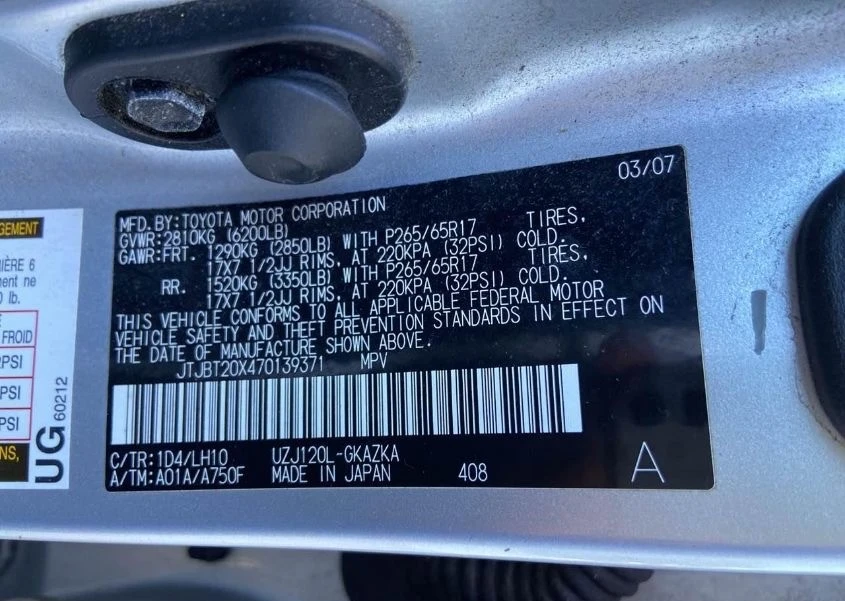 03/07
MFD.BY:TOYOTA MOTOR CORPORATION
GVWR:2810KG (6200LB)
GAWR:FRT. 1290KG (2850LB) WITH P265/65R17 TIRES,
17X7 1/2JJ RIMS, AT 220KPA (32PSI) COLD.
RR. 1520KG (3350LB) WITH P265/65R17 TIRES,
17X7 1/2JJ RIMS, AT 220KPA (32PSI) COLD.
THIS VEHICLE CONFORMS TO ALL APPLICABLE FEDERAL MOTOR
VEHICLE SAFETY AND THEFT PREVENTION STANDARDS IN EFFECT ON
THE DATE OF MANUFACTURE SHOWN ABOVE.
JTJBT20X470139371 MPV
C/TR:1D4/LH10 UZJ120L-GKAZKA
A/TM:A01A/A750F MADE IN JAPAN 408 A
FROID
PSI
PSI
PSI
UG 60212